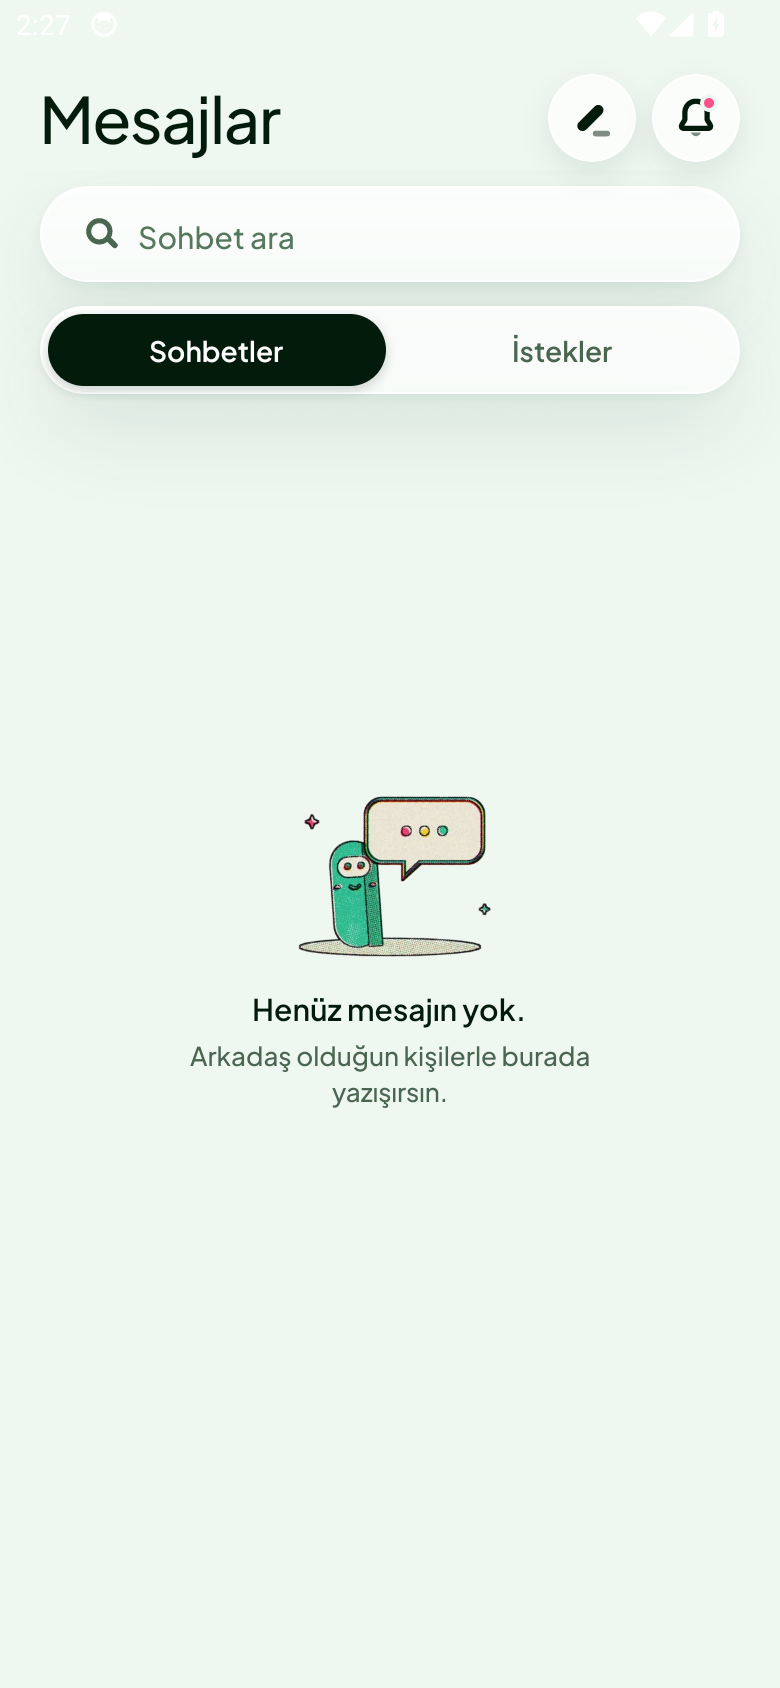 2:27
Mesajlar
Sohbet ara
Sohbetler
İstekler
Henüz mesajın yok.
Arkadaş olduğun kişilerle burada
yazışırsın.